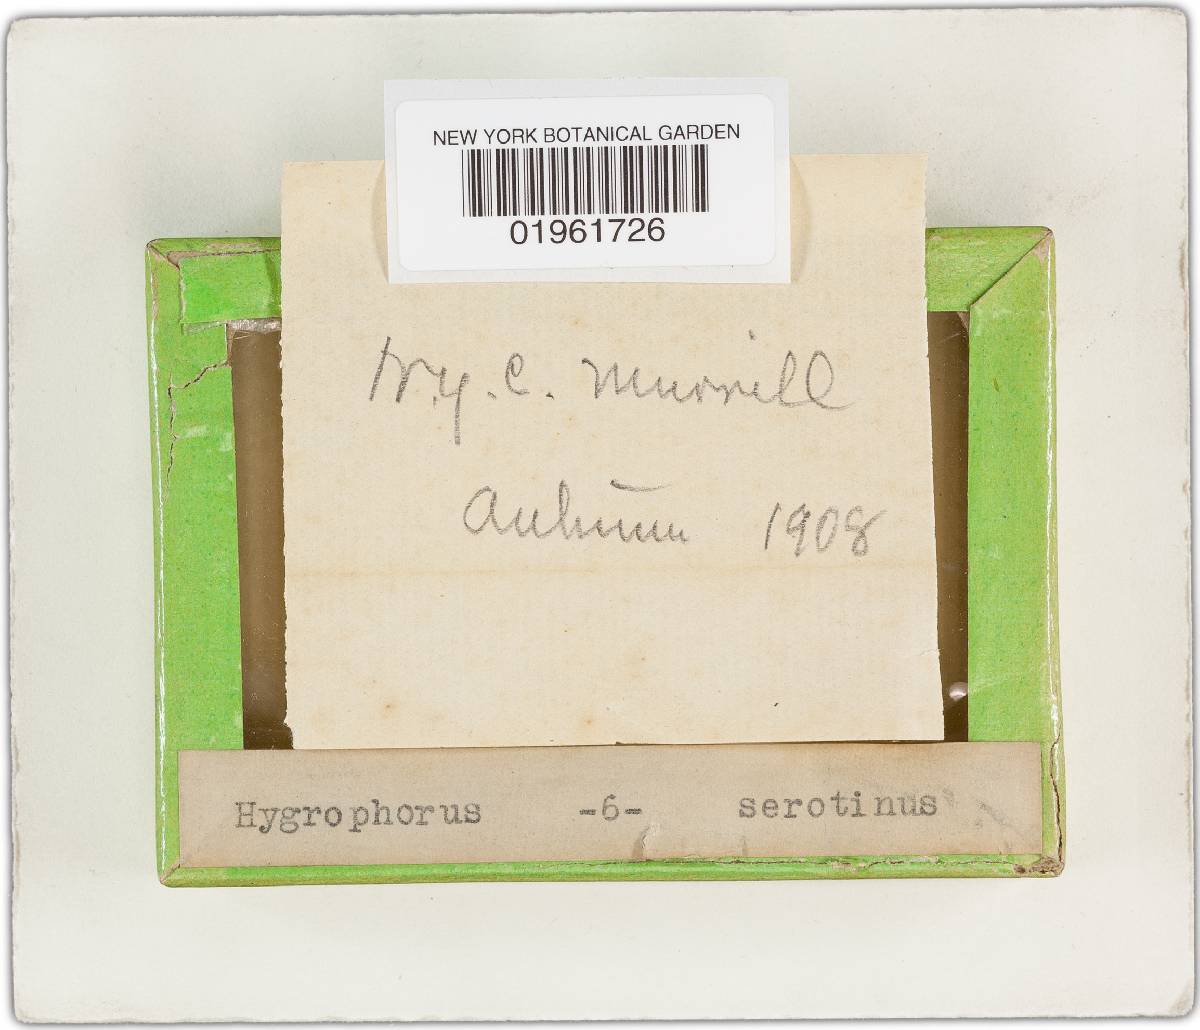 NEW YORK BOTANICAL GARDEN
01961726
N.Y.C. Murrill
Autumn 1908
Hygrophorus -6- serotinus